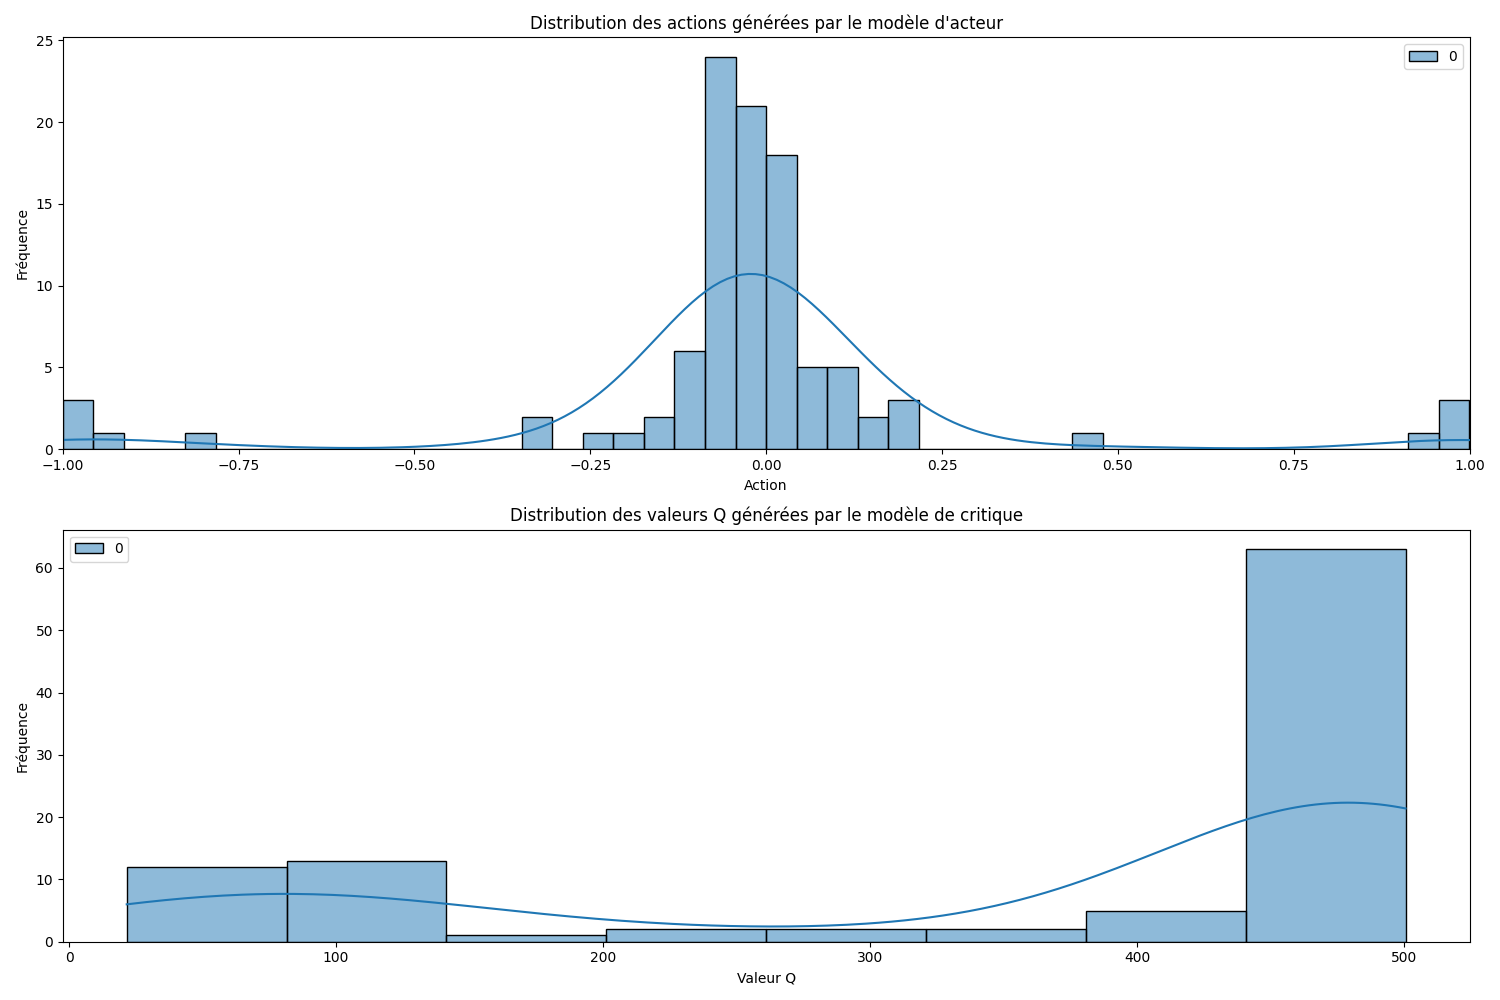 Distribution des actions générées par le modèle d'acteur
25
20
15
10
5
0
Fréquence
0
−1.00 −0.75 −0.50 −0.25 0.00 0.25 0.50 0.75 1.00
Action
Distribution des valeurs Q générées par le modèle de critique
0
60
50
40
30
20
10
0
Fréquence
0 100 200 300 400 500
Valeur Q